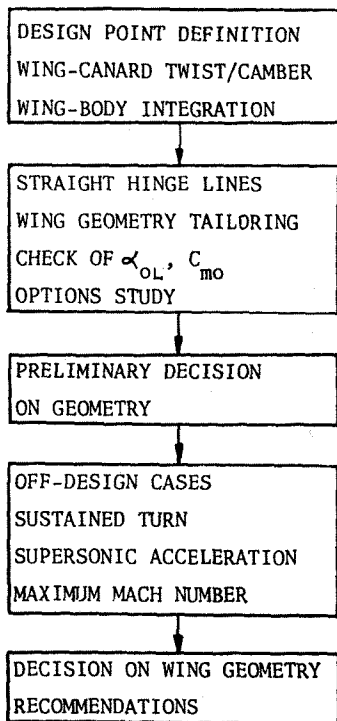 DESIGN POINT DEFINITION
WING-CANARD TWIST/CAMBER
WING-BODY INTEGRATION
STRAIGHT HINGE LINES
WING GEOMETRY TAILORING
CHECK OF α_OL, C_mo
OPTIONS STUDY
PRELIMINARY DECISION
ON GEOMETRY
OFF-DESIGN CASES
SUSTAINED TURN
SUPERSONIC ACCELERATION
MAXIMUM MACH NUMBER
DECISION ON WING GEOMETRY
RECOMMENDATIONS